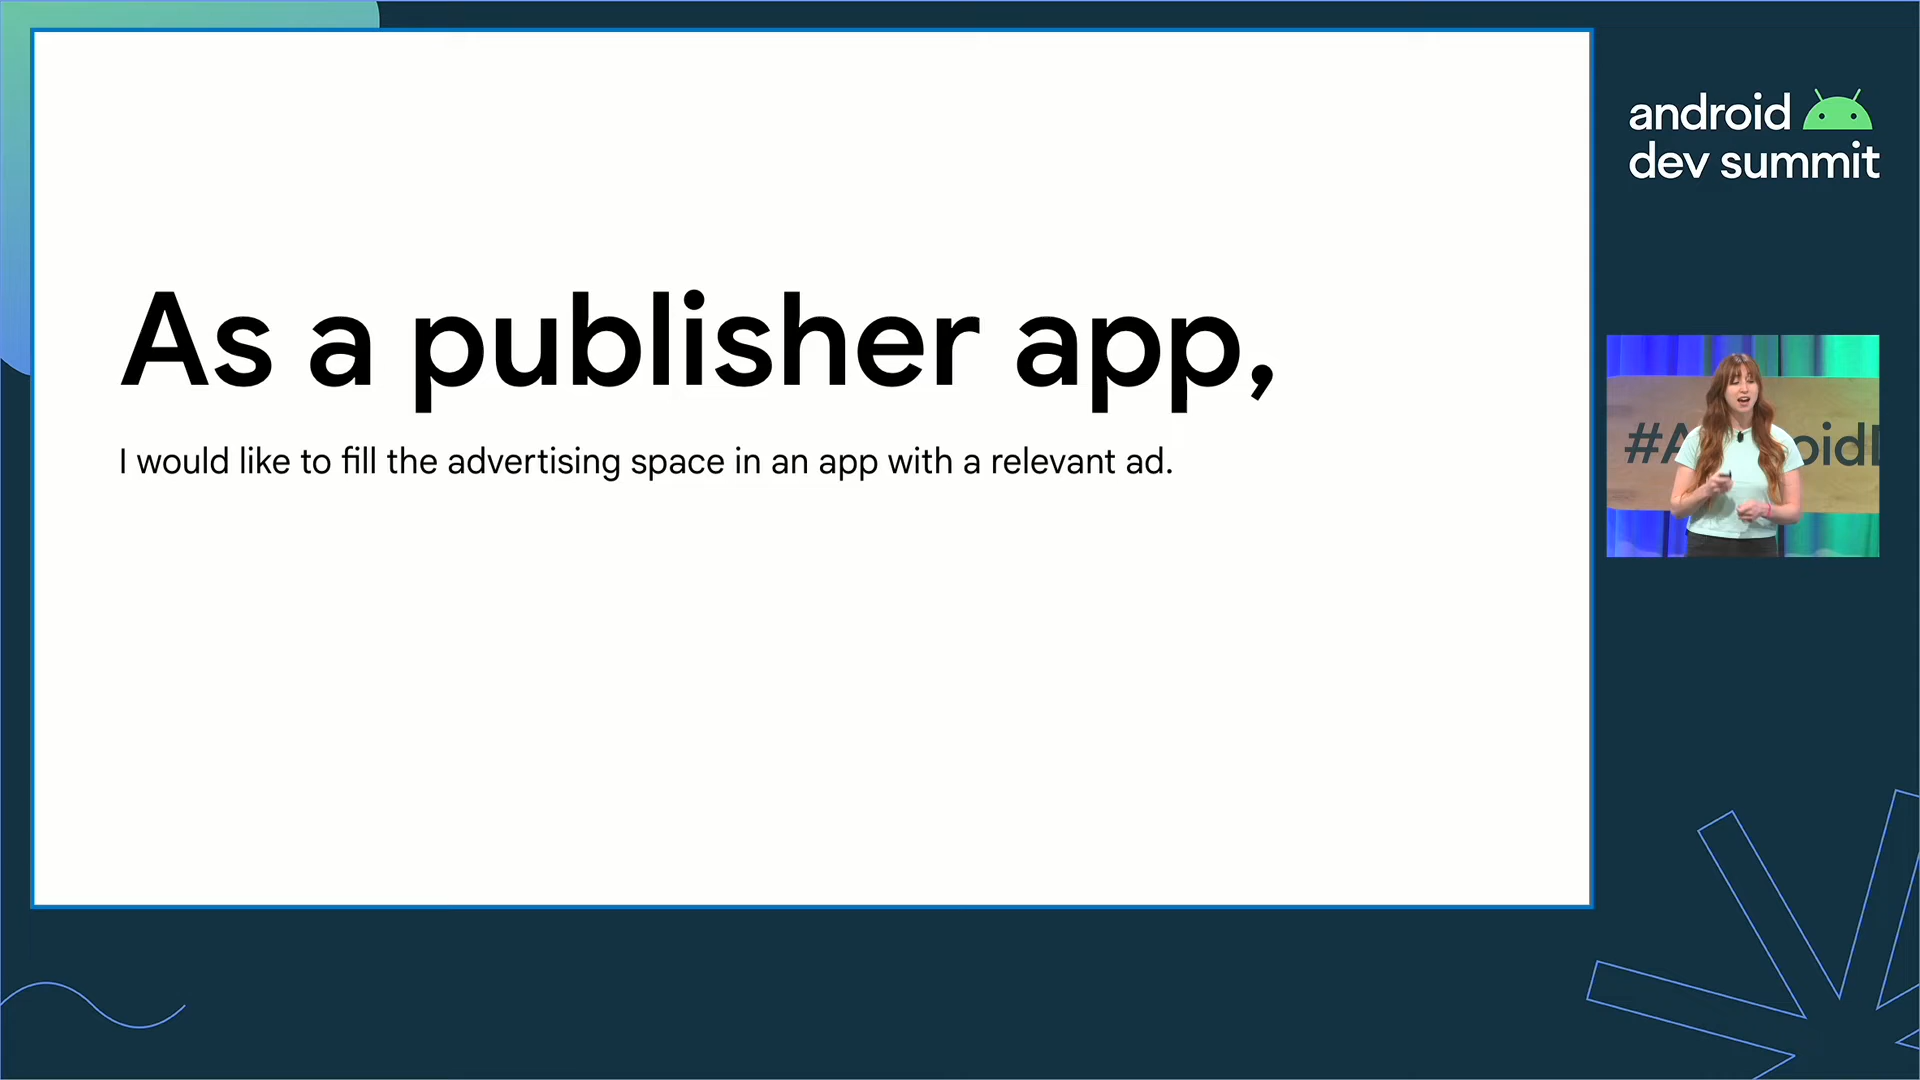 As a publisher app,
I would like to fill the advertising space in an app with a relevant ad.
android
dev summit
#A oid